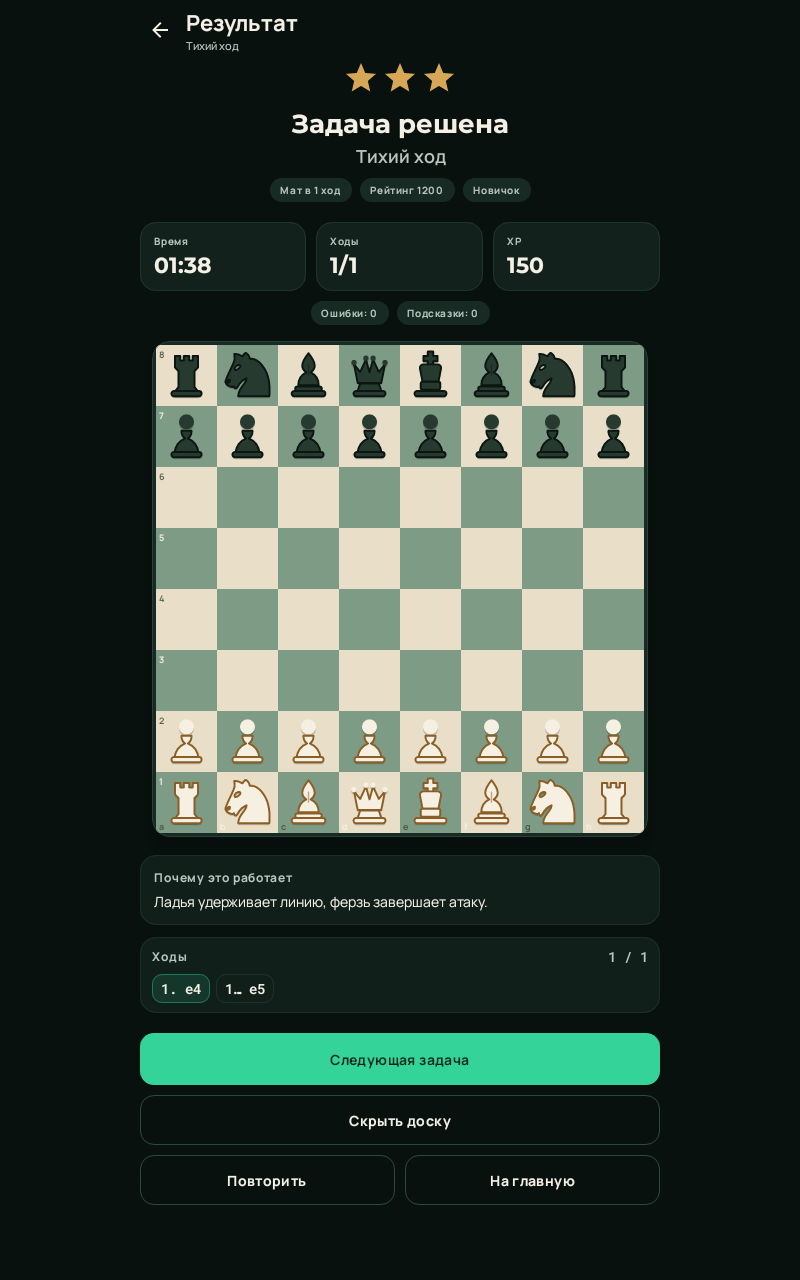 Результат
Тихий ход
Задача решена
Тихий ход
Мат в 1 ход Рейтинг 1200 Новичок
Время Ходы XP
01:38 1/1 150
Ошибки: 0 Подсказки: 0
8
7
6
5
4
3
2
1
a b c d e f g h
Почему это работает
Ладья удерживает линию, ферзь завершает атаку.
Ходы 1 / 1
1. e4 1… e5
Следующая задача
Скрыть доску
Повторить На главную